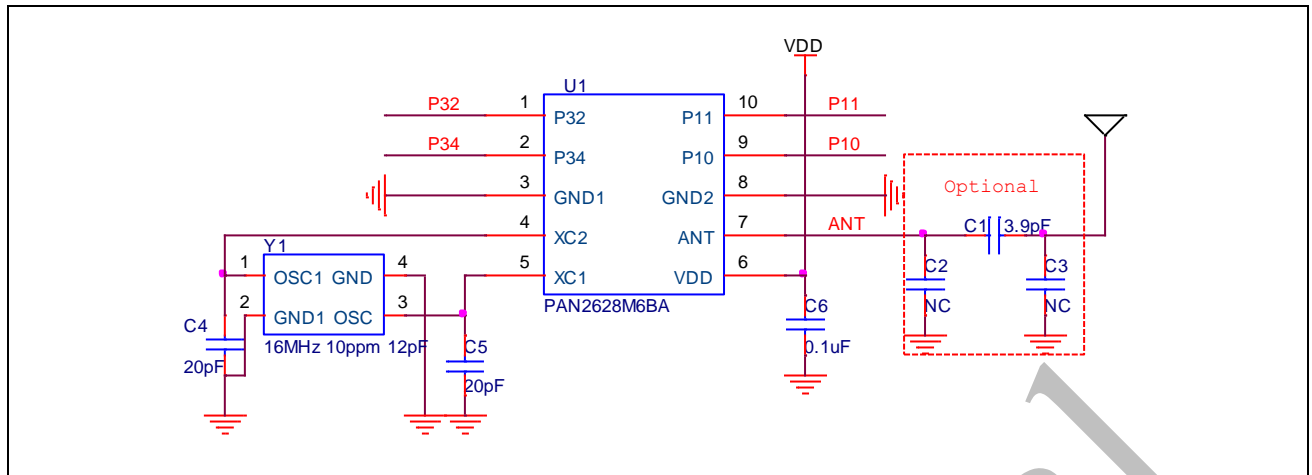 VDD
U1
P32 1 P32 P11 10 P11
P34 2 P34 P10 9 P10
3 GND1 GND2 8
Optional
4 XC2 ANT 7 ANT C1 3.9pF
Y1
1 OSC1 GND 4 5 XC1 VDD 6 C2 C3
PAN2628M6BA
2 GND1 OSC 3 C6 NC NC
C4 16MHz 10ppm 12pF C5 0.1uF
20pF 20pF